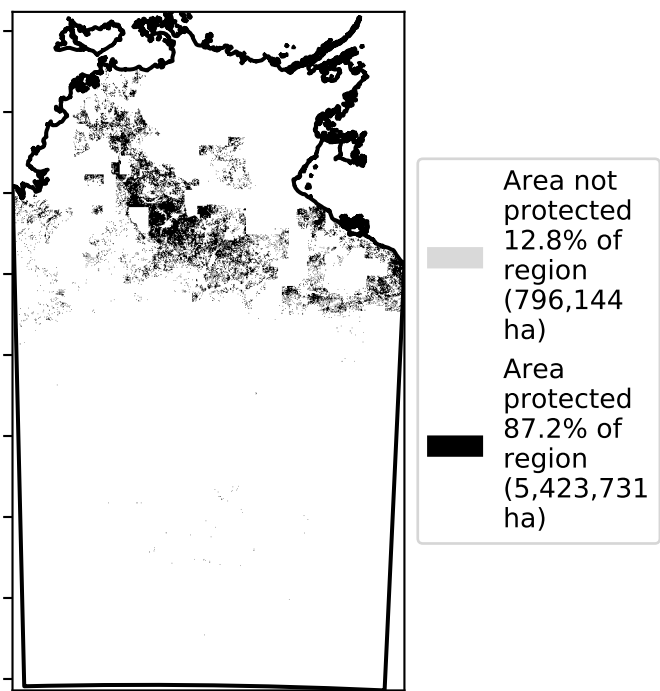 Area not
protected
12.8% of
region
(796,144
ha)
Area
protected
87.2% of
region
(5,423,731
ha)